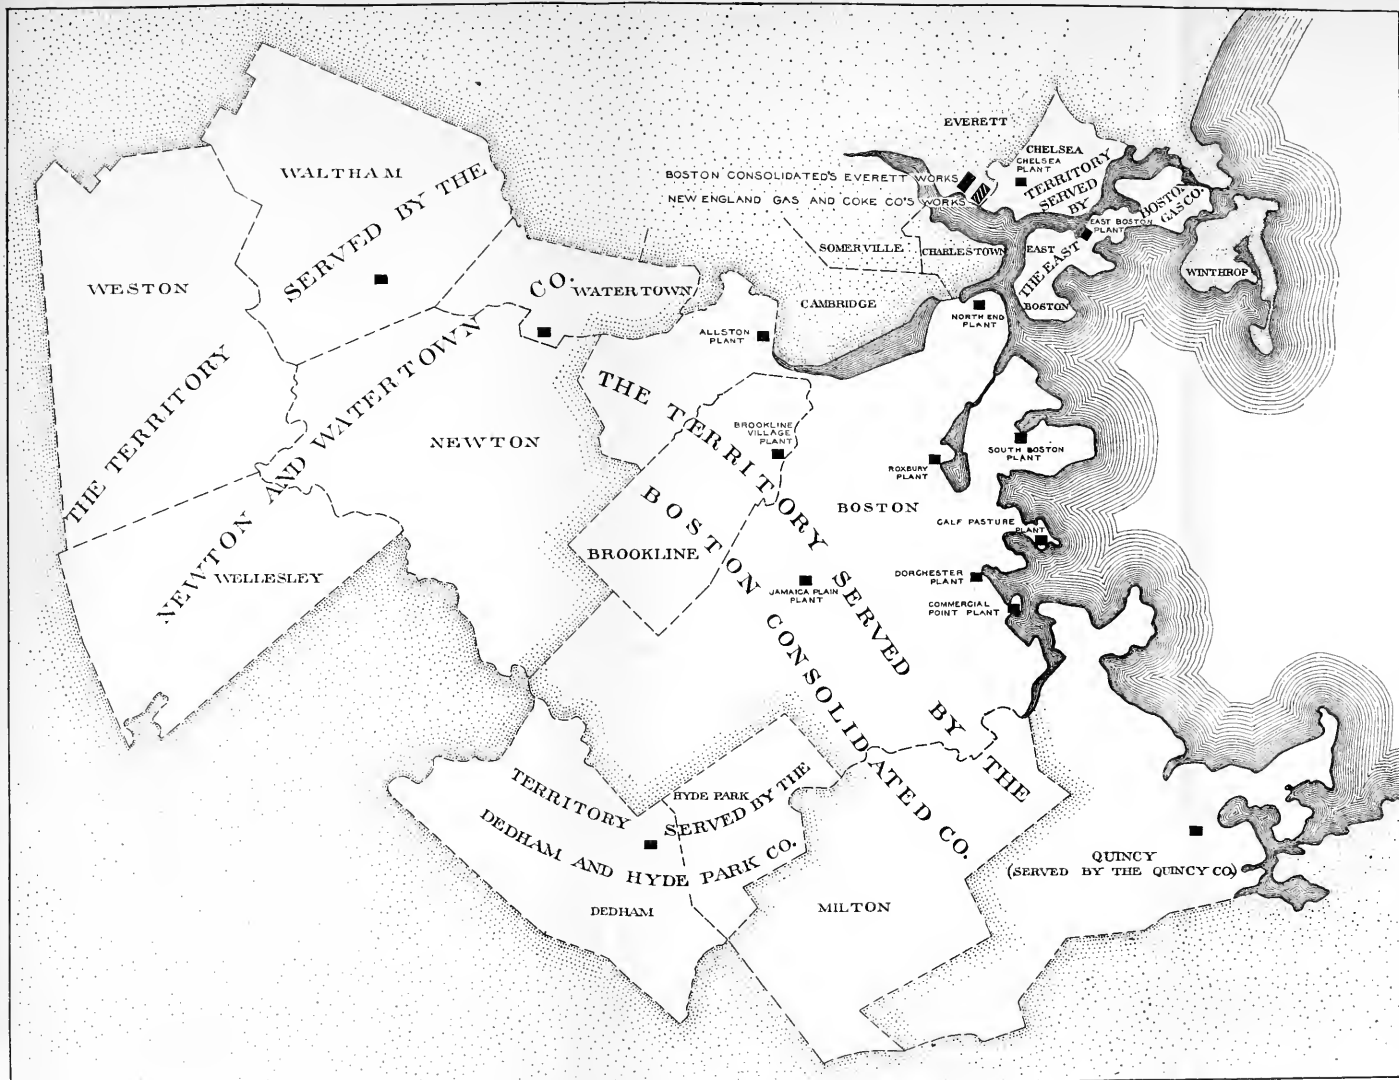 EVERETT
CHELSEA
CHELSEA
PLANT
BOSTON CONSOLIDATED'S EVERETT WORKS
NEW ENGLAND GAS AND COKE CO'S WORKS
TERRITORY
SERVED
BY
THE EAST
BOSTON
GAS CO.
EAST BOSTON
PLANT
EAST
BOSTON
WINTHROP
SOMERVILLE
CHARLESTOWN
CAMBRIDGE
NORTH END
PLANT
WALTHAM
WESTON
WATERTOWN
NEWTON
WELLESLEY
THE TERRITORY
SERVED BY THE
NEWTON AND WATERTOWN
CO.
ALLSTON
PLANT
THE TERRITORY SERVED BY THE
BOSTON CONSOLIDATED CO.
BROOKLINE
VILLAGE
PLANT
BROOKLINE
BOSTON
ROXBURY
PLANT
SOUTH BOSTON
PLANT
CALF PASTURE
PLANT
DORCHESTER
PLANT
COMMERCIAL
POINT PLANT
JAMAICA PLAIN
PLANT
HYDE PARK
TERRITORY
SERVED BY THE
DEDHAM AND HYDE PARK CO.
DEDHAM
MILTON
QUINCY
(SERVED BY THE QUINCY CO)